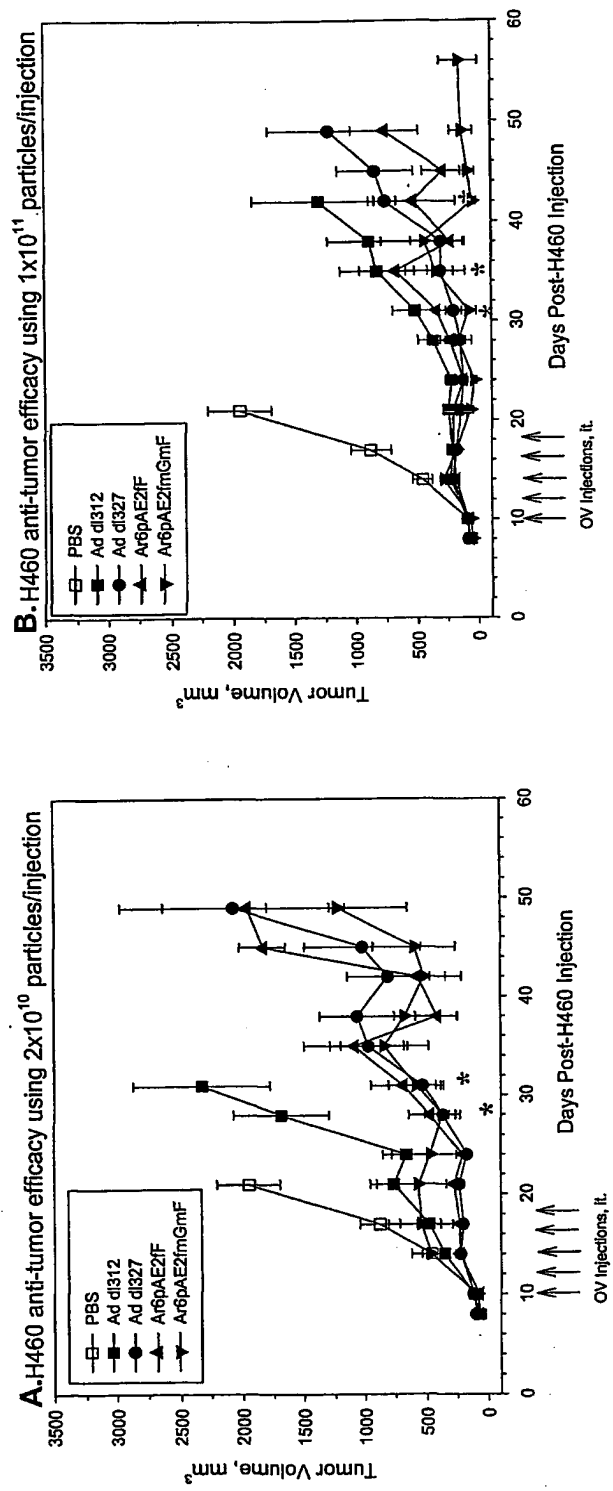 A. H460 anti-tumor efficacy using 2x10¹⁰ particles/injection
PBS
Ad dl312
Ad dl327
Ar6pAE2fF
Ar6pAE2fmGmF
Tumor Volume, mm³
3500
3000
2500
2000
1500
1000
500
0
0 10 20 30 40 50 60
* *
Days Post-H460 Injection
OV Injections, it.
B. H460 anti-tumor efficacy using 1x10¹¹ particles/injection
PBS
Ad dl312
Ad dl327
Ar6pAE2fF
Ar6pAE2fmGmF
Tumor Volume, mm³
3500
3000
2500
2000
1500
1000
500
0
0 10 20 30 40 50 60
* * *
Days Post-H460 Injection
OV Injections, it.